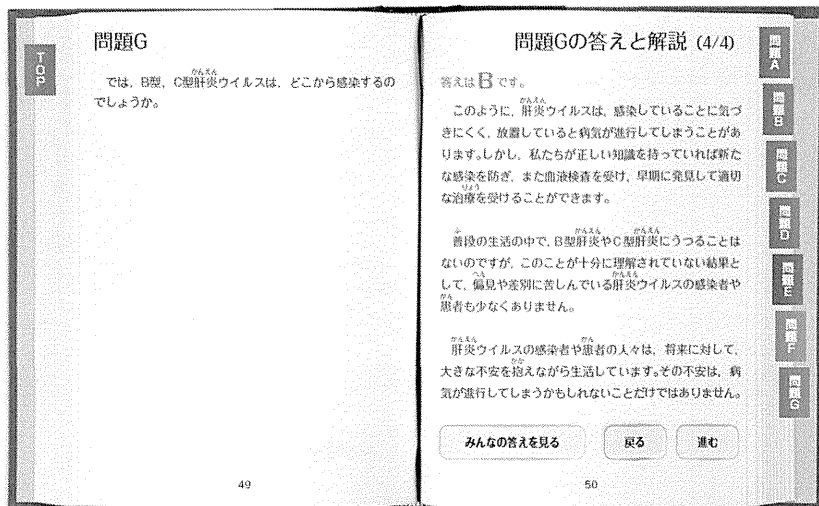 TOP
問題G
では、B型、C型肝炎ウイルスは、どこから感染するの
でしょうか。
49
問題Gの答えと解説 (4/4)
答えは B です。
このように、肝炎ウイルスは、感染していることに気づ
きにくく、放置していると病気が進行してしまうことがあ
ります。しかし、私たちが正しい知識を持っていれば新た
な感染を防ぎ、また血液検査を受け、早期に発見して適切
な治療を受けることができます。
普段の生活の中で、B型肝炎やC型肝炎にうつることは
ないのですが、このことが十分に理解されていない結果と
して、偏見や差別に苦しんでいる肝炎ウイルスの感染者や
患者も少なくありません。
肝炎ウイルスの感染者や患者の人々は、将来に対して、
大きな不安を抱えながら生活しています。その不安は、病
気が進行してしまうかもしれないことだけではありません。
みんなの答えを見る
戻る
進む
50
問題A
問題B
問題C
問題D
問題E
問題F
問題G